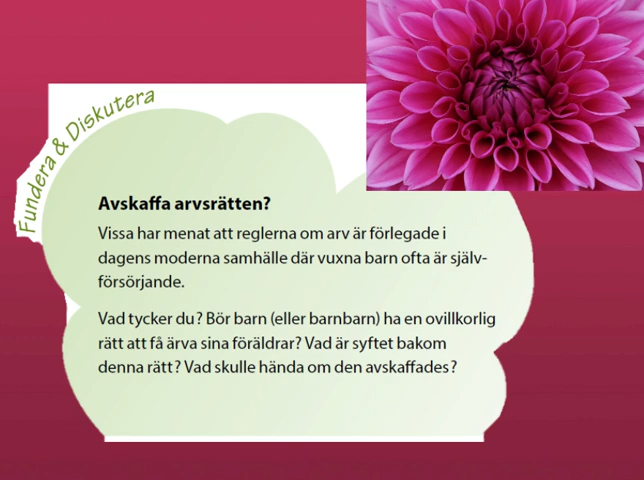 Fundera & Diskutera
Avskaffa arvsrätten?
Vissa har menat att reglerna om arv är förlegade i
dagens moderna samhälle där vuxna barn ofta är själv-
försörjande.
Vad tycker du? Bör barn (eller barnbarn) ha en ovillkorlig
rätt att få ärva sina föräldrar? Vad är syftet bakom
denna rätt? Vad skulle hända om den avskaffades?